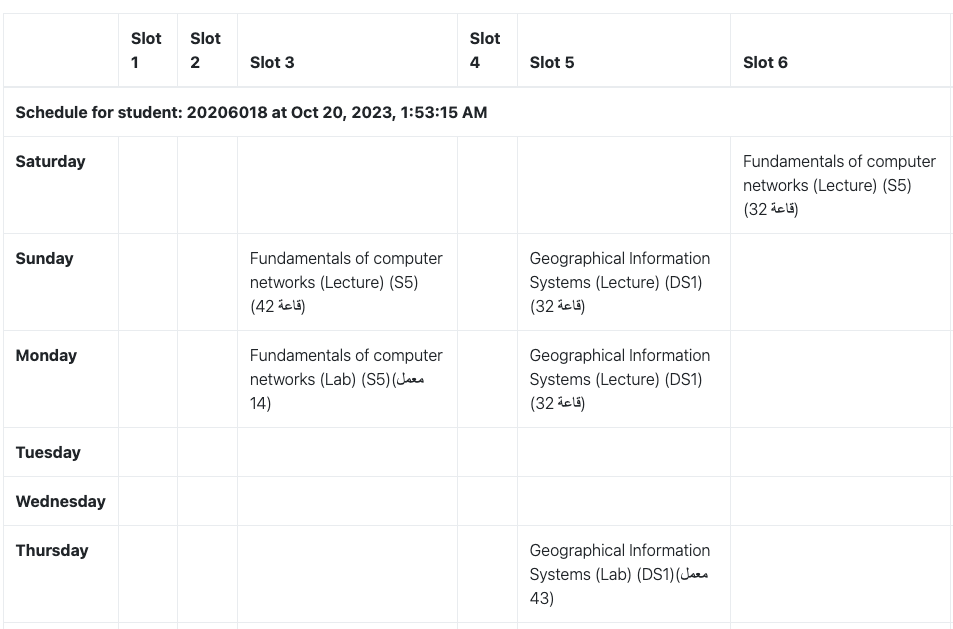 Slot 1
Slot 2
Slot 3
Slot 4
Slot 5
Slot 6
Schedule for student: 20206018 at Oct 20, 2023, 1:53:15 AM
Saturday
Fundamentals of computer
networks (Lecture) (S5)
(قاعة 32)
Sunday
Fundamentals of computer
networks (Lecture) (S5)
(قاعة 42)
Geographical Information
Systems (Lecture) (DS1)
(قاعة 32)
Monday
Fundamentals of computer
networks (Lab) (S5)(معمل
14)
Geographical Information
Systems (Lecture) (DS1)
(قاعة 32)
Tuesday
Wednesday
Thursday
Geographical Information
Systems (Lab) (DS1)(معمل
43)